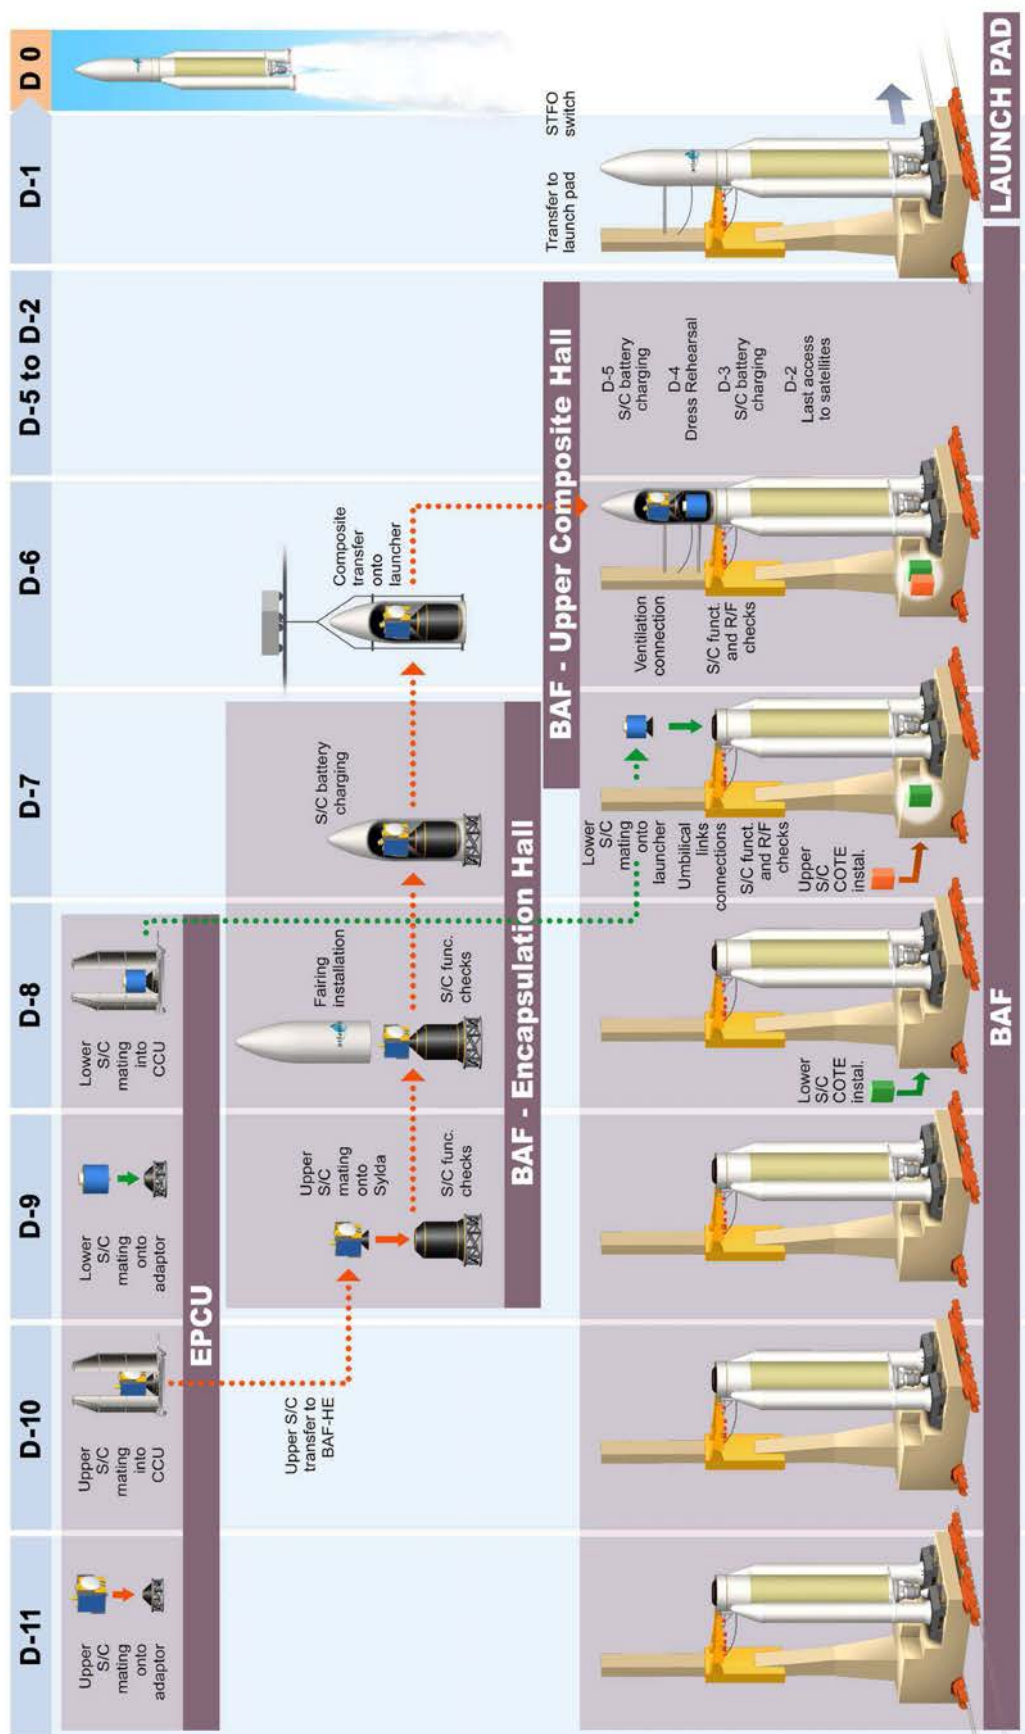 D-11
D-10
D-9
D-8
D-7
D-6
D-5 to D-2
D-1
D 0
Upper
S/C
mating
onto
adaptor
Upper
S/C
mating
into
CCU
Lower
S/C
mating
onto
adaptor
Lower
S/C
mating
into
CCU
EPCU
Upper S/C
transfer to
BAF-HE
Upper
S/C
mating
onto
Sylda
S/C func.
checks
Fairing
installation
S/C func.
checks
S/C battery
charging
BAF - Encapsulation Hall
Composite
transfer
onto
launcher
BAF - Upper Composite Hall
Lower
S/C
COTE
instal.
Lower
S/C
mating
onto
launcher
Umbilical
links
connections
S/C funct.
and R/F
checks
Upper
S/C
COTE
instal.
Ventilation
connection
S/C funct.
and R/F
checks
D-5
S/C battery
charging
D-4
Dress Rehearsal
D-3
S/C battery
charging
D-2
Last access
to satellites
Transfer to
launch pad
STFO
switch
BAF
LAUNCH PAD